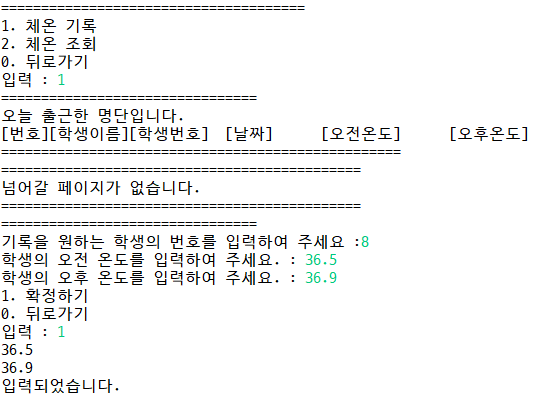 ======================================
1. 체온 기록
2. 체온 조회
0. 뒤로가기
입력 : 1
================================
오늘 출근한 명단입니다.
[번호][학생이름][학생번호]  [날짜]      [오전온도]      [오후온도]
==================================================
=============================================
넘어갈 페이지가 없습니다.
=============================================
================================
기록을 원하는 학생의 번호를 입력하여 주세요 :8
학생의 오전 온도를 입력하여 주세요. : 36.5
학생의 오후 온도를 입력하여 주세요. : 36.9
1. 확정하기
0. 뒤로가기
입력 : 1
36.5
36.9
입력되었습니다.